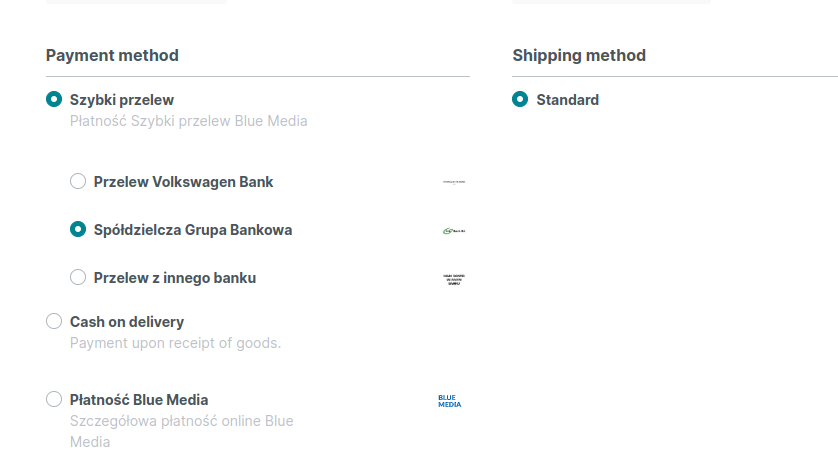 Payment method
Shipping method
Szybki przelew
Płatność Szybki przelew Blue Media
Standard
Przelew Volkswagen Bank
Spółdzielcza Grupa Bankowa
Przelew z innego banku
Cash on delivery
Payment upon receipt of goods.
Płatność Blue Media
BLUE
MEDIA
Szczegółowa płatność online Blue
Media